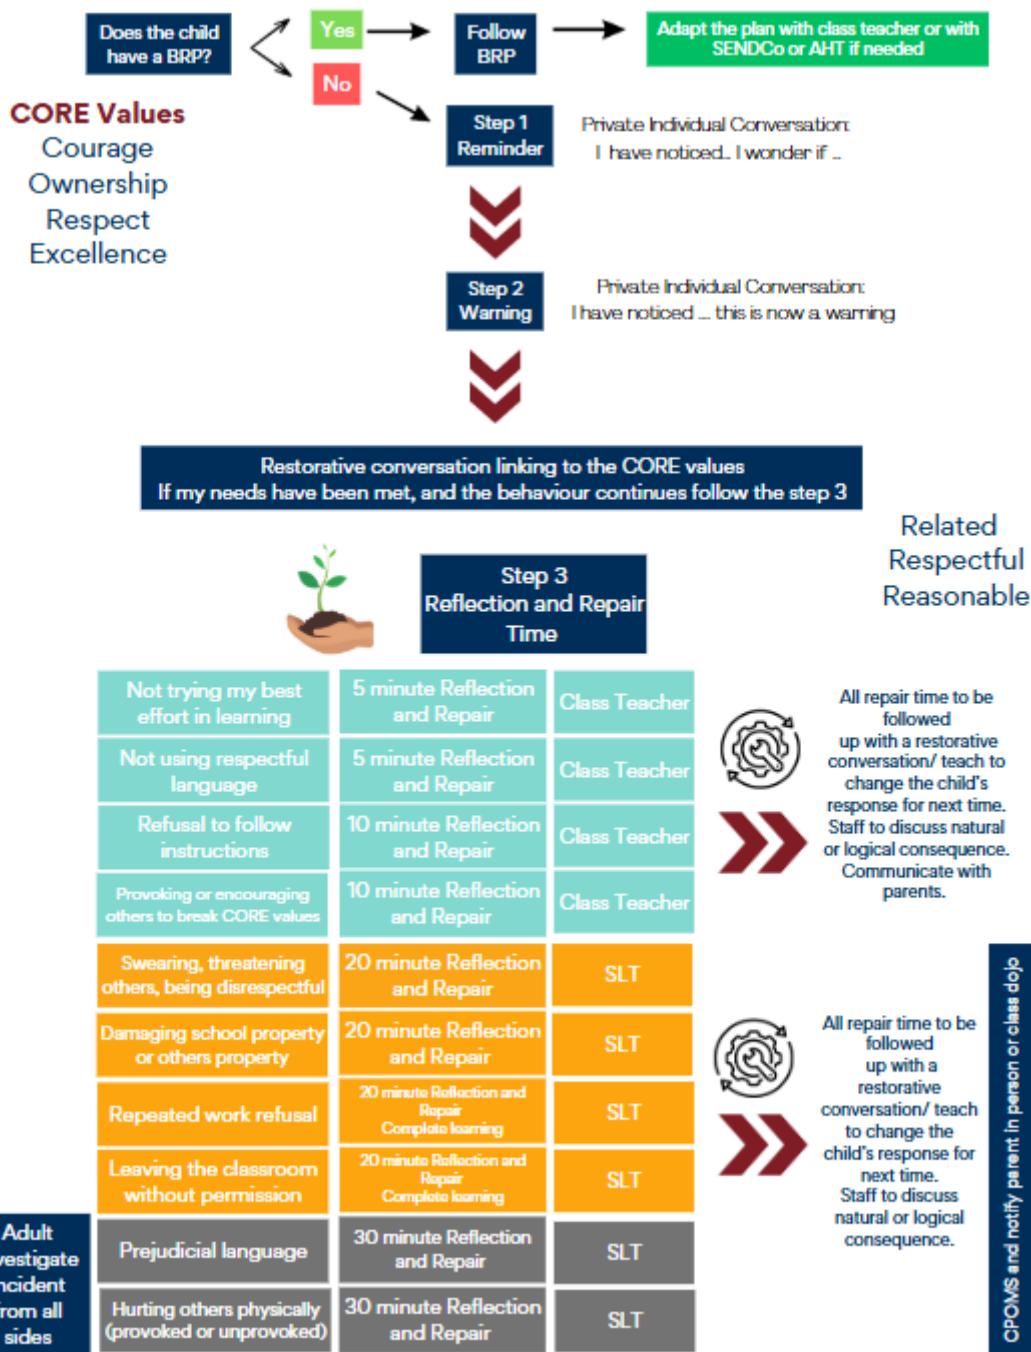 Does the child
have a BRP?
Yes
No
Follow
BRP
Adapt the plan with class teacher or with
SENDCo or AHT if needed
CORE Values
Courage
Ownership
Respect
Excellence
Step 1
Reminder
Private Individual Conversation:
I have noticed... I wonder if ...
Step 2
Warning
Private Individual Conversation:
I have noticed .... this is now a warning
Restorative conversation linking to the CORE values
If my needs have been met, and the behaviour continues follow the step 3
Related
Respectful
Reasonable
Step 3
Reflection and Repair
Time
Not trying my best
effort in learning
5 minute Reflection
and Repair
Class Teacher
Not using respectful
language
5 minute Reflection
and Repair
Class Teacher
Refusal to follow
instructions
10 minute Reflection
and Repair
Class Teacher
Provoking or encouraging
others to break CORE values
10 minute Reflection
and Repair
Class Teacher
All repair time to be
followed
up with a restorative
conversation/ teach to
change the child's
response for next time.
Staff to discuss natural
or logical consequence.
Communicate with
parents.
Swearing, threatening
others, being disrespectful
20 minute Reflection
and Repair
SLT
Damaging school property
or others property
20 minute Reflection
and Repair
SLT
Repeated work refusal
20 minute Reflection and
Repair
Complete learning
SLT
Leaving the classroom
without permission
20 minute Reflection and
Repair
Complete learning
SLT
All repair time to be
followed
up with a
restorative
conversation/ teach
to change the
child's response for
next time.
Staff to discuss
natural or logical
consequence.
CPOMS and notify parent in person or class dojo
Adult
vestigate
ncident
rom all
sides
Prejudicial language
30 minute Reflection
and Repair
SLT
Hurting others physically
(provoked or unprovoked)
30 minute Reflection
and Repair
SLT